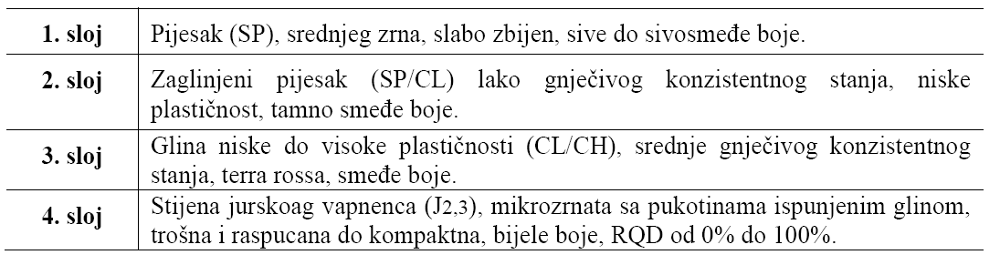 1. sloj Pijesak (SP), srednjeg zrna, slabo zbijen, sive do sivosmeđe boje.
2. sloj Zaglinjeni pijesak (SP/CL) lako gnječivog konzistentnog stanja, niske
plastičnost, tamno smeđe boje.
3. sloj Glina niske do visoke plastičnosti (CL/CH), srednje gnječivog konzistentnog
stanja, terra rossa, smeđe boje.
4. sloj Stijena jurskoag vapnenca (J2,3), mikrozrnata sa pukotinama ispunjenim glinom,
trošna i raspucana do kompaktna, bijele boje, RQD od 0% do 100%.